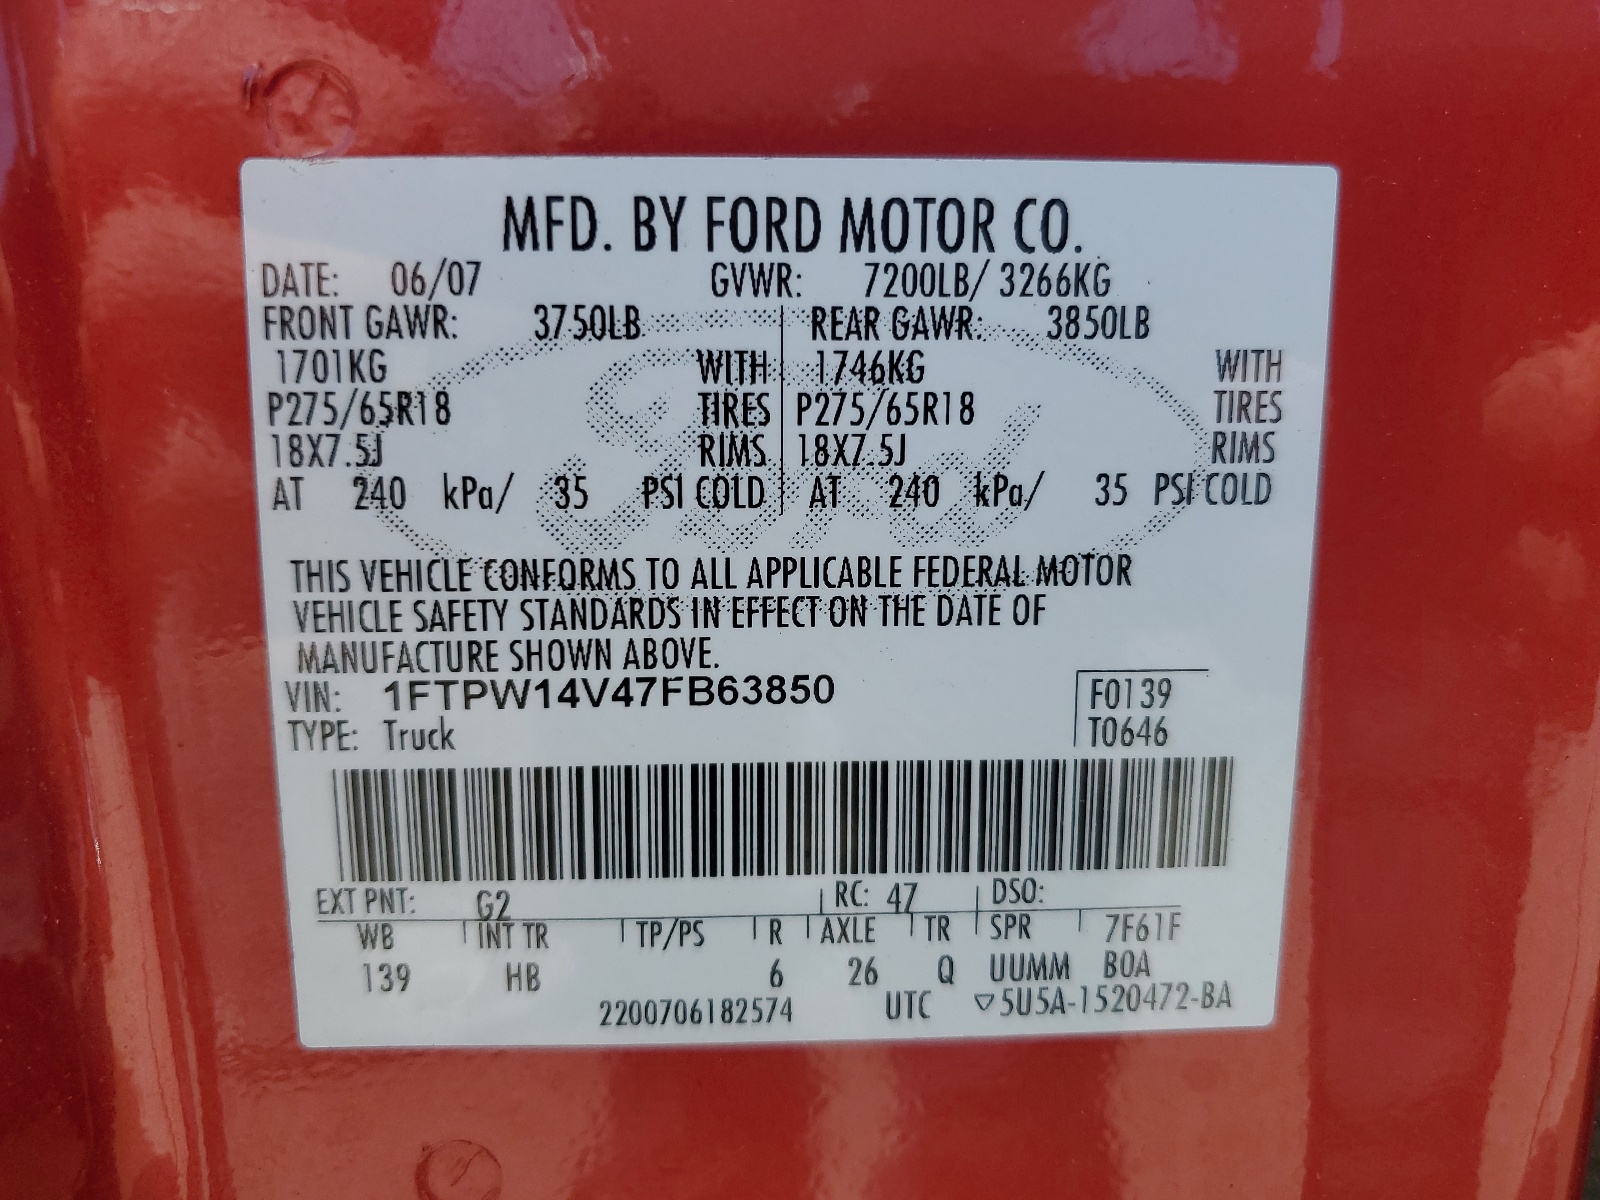 MFD. BY FORD MOTOR CO.
DATE: 06/07 GVWR: 7200LB/ 3266KG
FRONT GAWR: 3750LB REAR GAWR: 3850LB
1701KG WITH 1746KG WITH
P275/65R18 TIRES P275/65R18 TIRES
18X7.5J RIMS 18X7.5J RIMS
AT 240 kPa/ 35 PSI COLD AT 240 kPa/ 35 PSI COLD
Ford
THIS VEHICLE CONFORMS TO ALL APPLICABLE FEDERAL MOTOR
VEHICLE SAFETY STANDARDS IN EFFECT ON THE DATE OF
MANUFACTURE SHOWN ABOVE.
VIN: 1FTPW14V47FB63850 F0139
TYPE: Truck T0646
EXT PNT: G2 RC: 47 DSO:
WB INT TR TP/PS R AXLE TR SPR 7F61F
139 HB 6 26 Q UUMM BOA
2200706182574 UTC ▽5U5A-1520472-BA